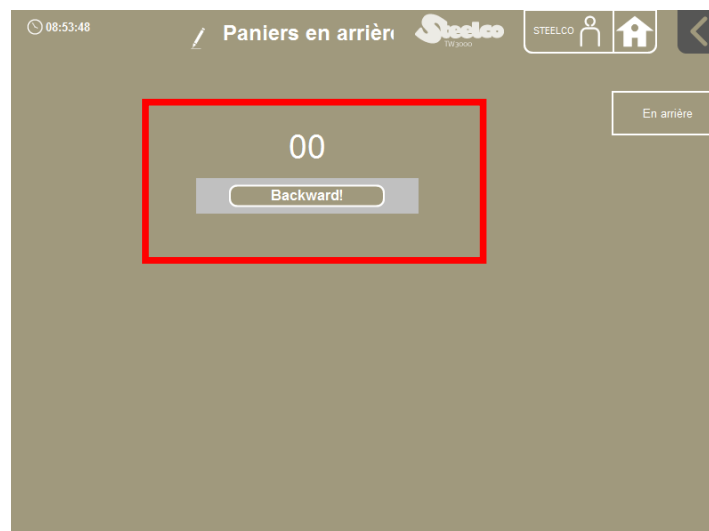 08:53:48
Paniers en arrièr
Steelco
TW3000
STEELCO
En arrière
00
Backward!